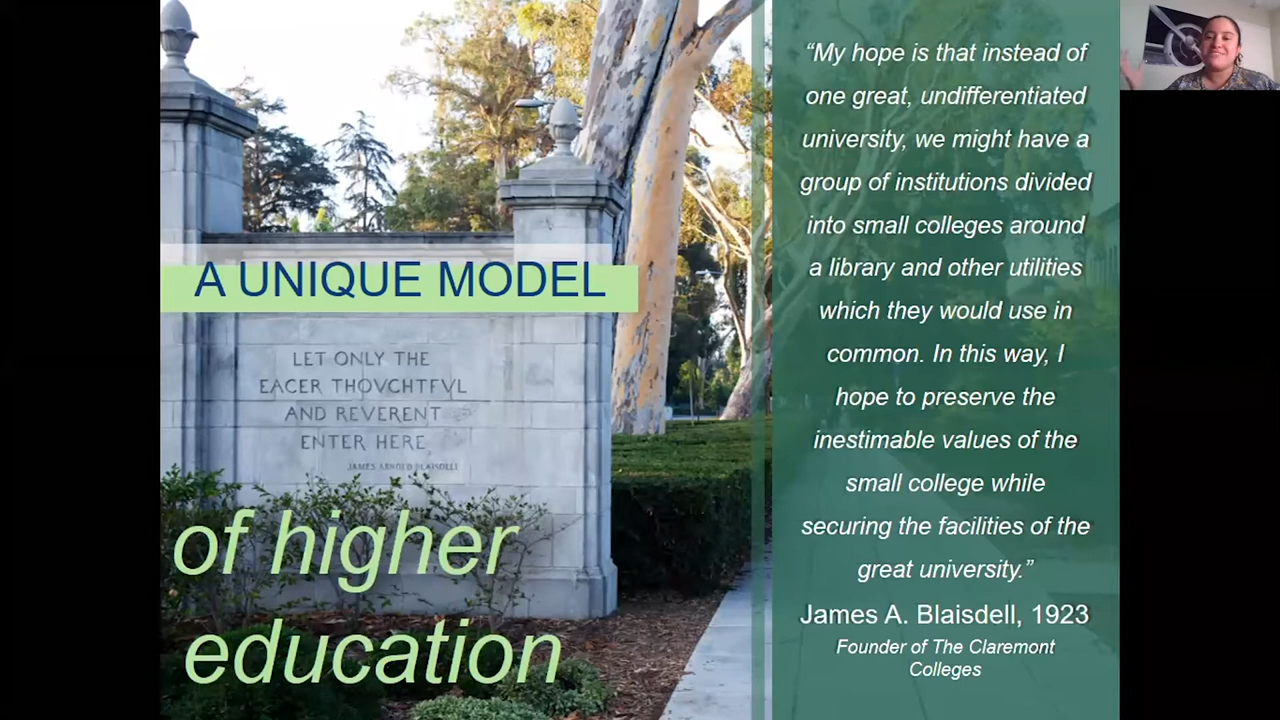 A UNIQUE MODEL
LET ONLY THE
EAGER THOVGHTFVL
AND REVERENT
ENTER HERE
JAMES ARNOLD BLAISDELL
of higher
education
“My hope is that instead of
one great, undifferentiated
university, we might have a
group of institutions divided
into small colleges around
a library and other utilities
which they would use in
common. In this way, I
hope to preserve the
inestimable values of the
small college while
securing the facilities of the
great university.”
James A. Blaisdell, 1923
Founder of The Claremont
Colleges